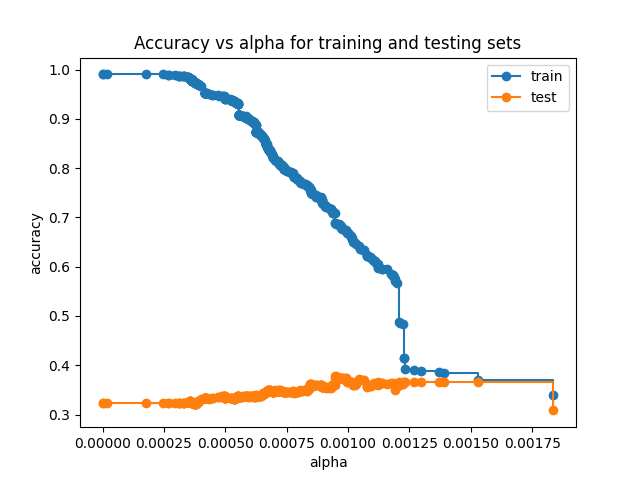 Accuracy vs alpha for training and testing sets
train
test
1.0
0.9
0.8
0.7
0.6
0.5
0.4
0.3
accuracy
0.00000 0.00025 0.00050 0.00075 0.00100 0.00125 0.00150 0.00175
alpha